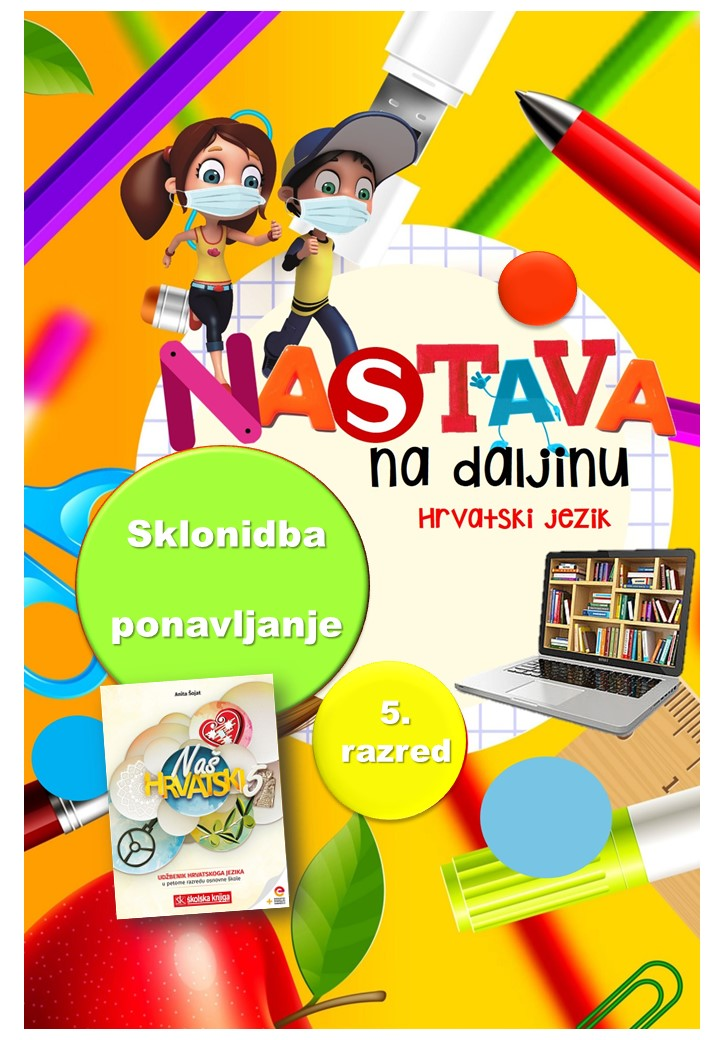 NASTAVA
na daljinu
Hrvatski jezik
Sklonidba
ponavljanje
5.
razred
Anita Šojat
Naš
HRVATSKI 5
UDŽBENIK HRVATSKOGA JEZIKA
u petome razredu osnovne škole
školska knjiga